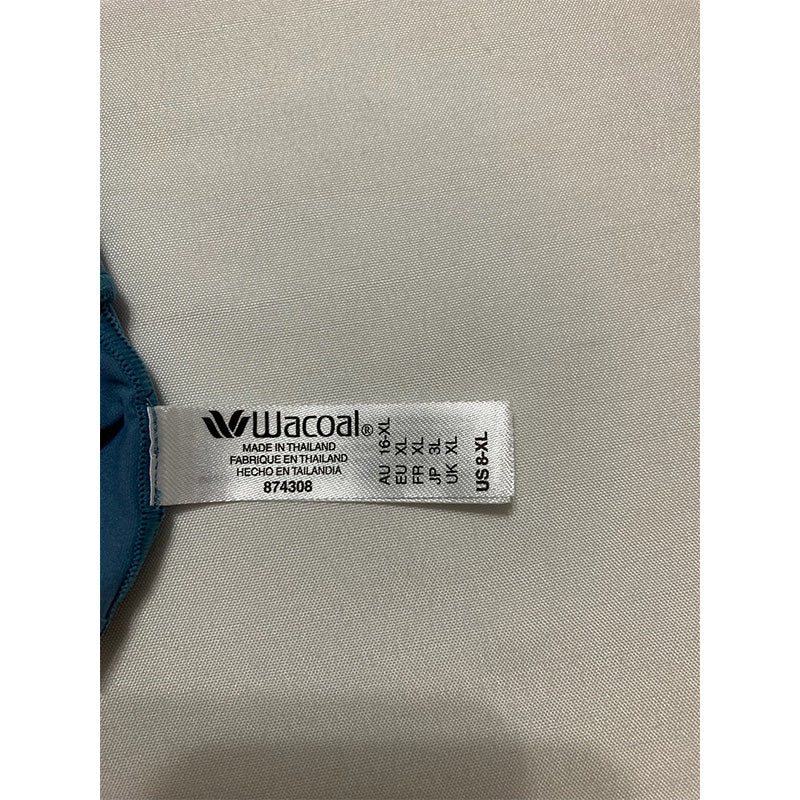 Wacoal®
MADE IN THAILAND
FABRIQUE EN THAILAND
HECHO EN TAILANDIA
874308
AU 16-XL
EU XL
FR XL
JP 3L
UK XL
US 8-XL